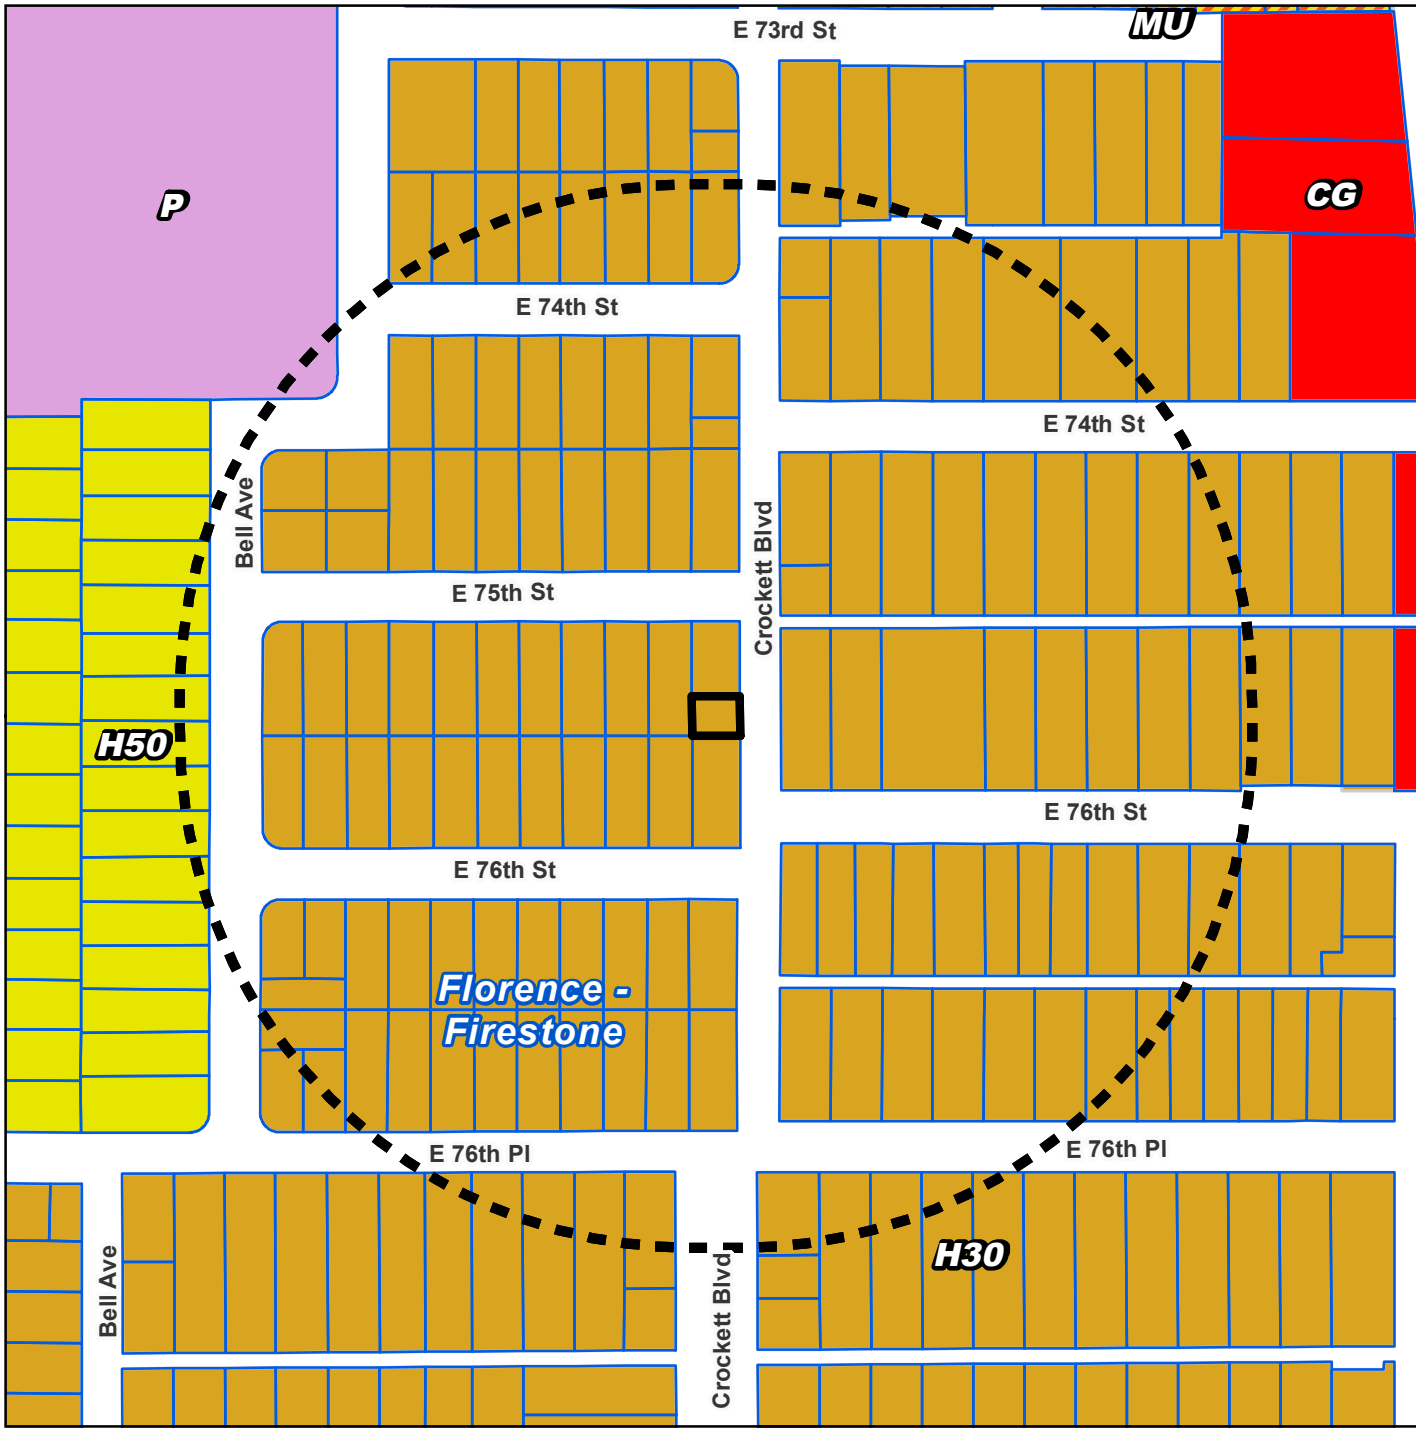 E 73rd St
MU
P
CG
E 74th St
E 74th St
Bell Ave
Crockett Blvd
E 75th St
H50
E 76th St
E 76th St
Florence -
Firestone
E 76th Pl
E 76th Pl
H30
Bell Ave
Crockett Blvd